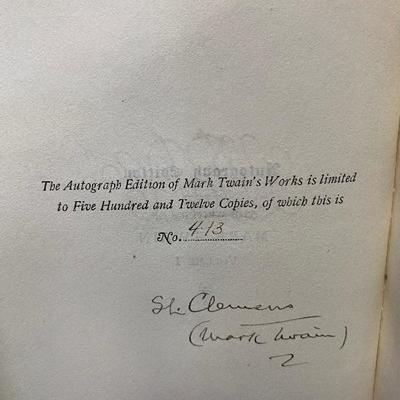 The Autograph Edition of Mark Twain's Works is limited
to Five Hundred and Twelve Copies, of which this is
No. 413
S. L. Clemens
(Mark Twain)